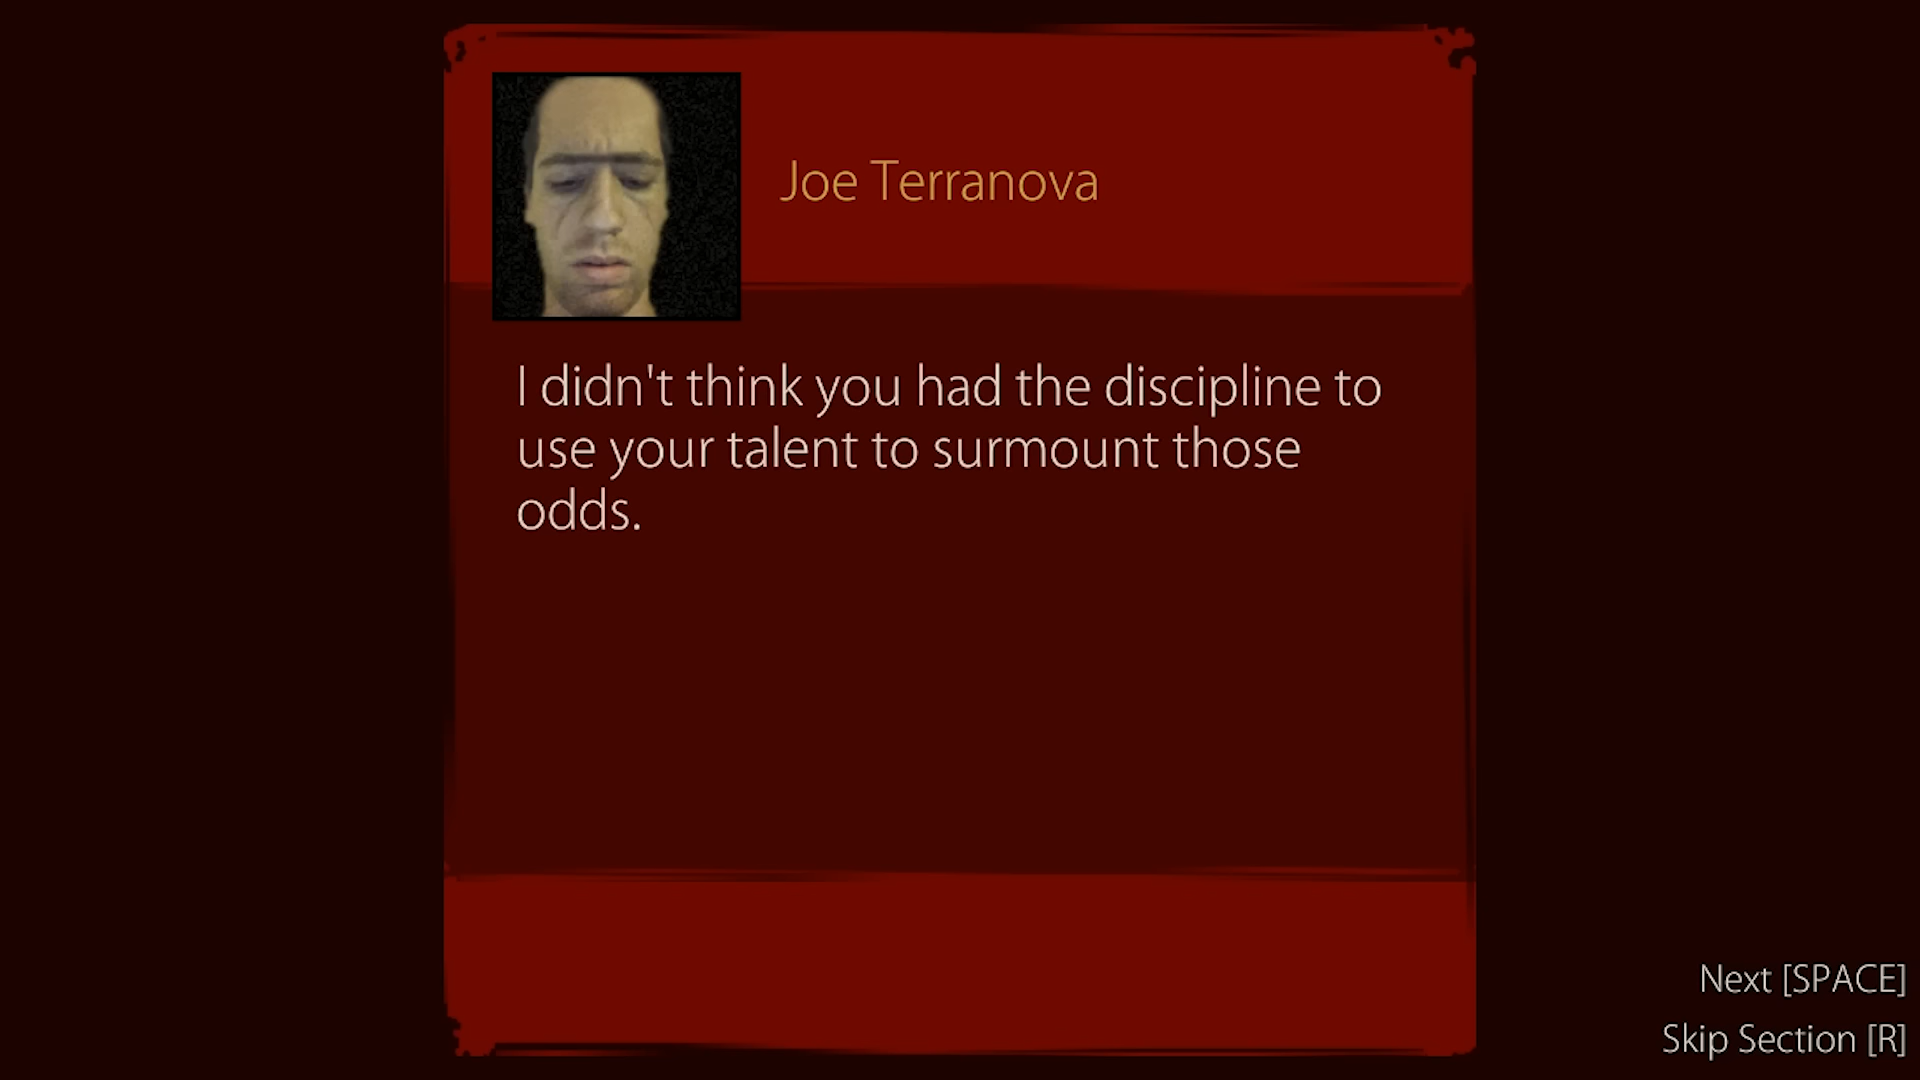 Joe Terranova
I didn't think you had the discipline to
use your talent to surmount those
odds.
Next [SPACE]
Skip Section [R]